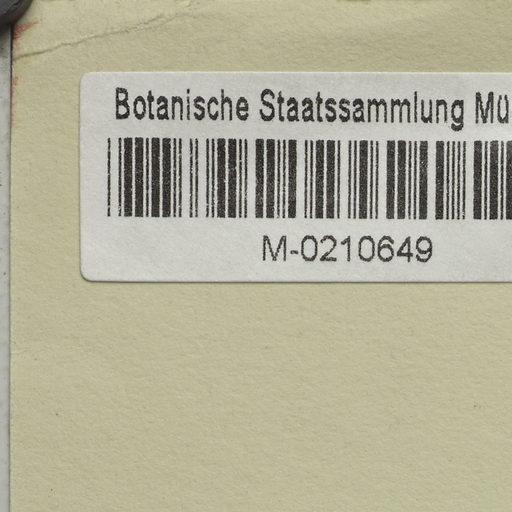 Botanische Staatssammlung Mü
M-0210649